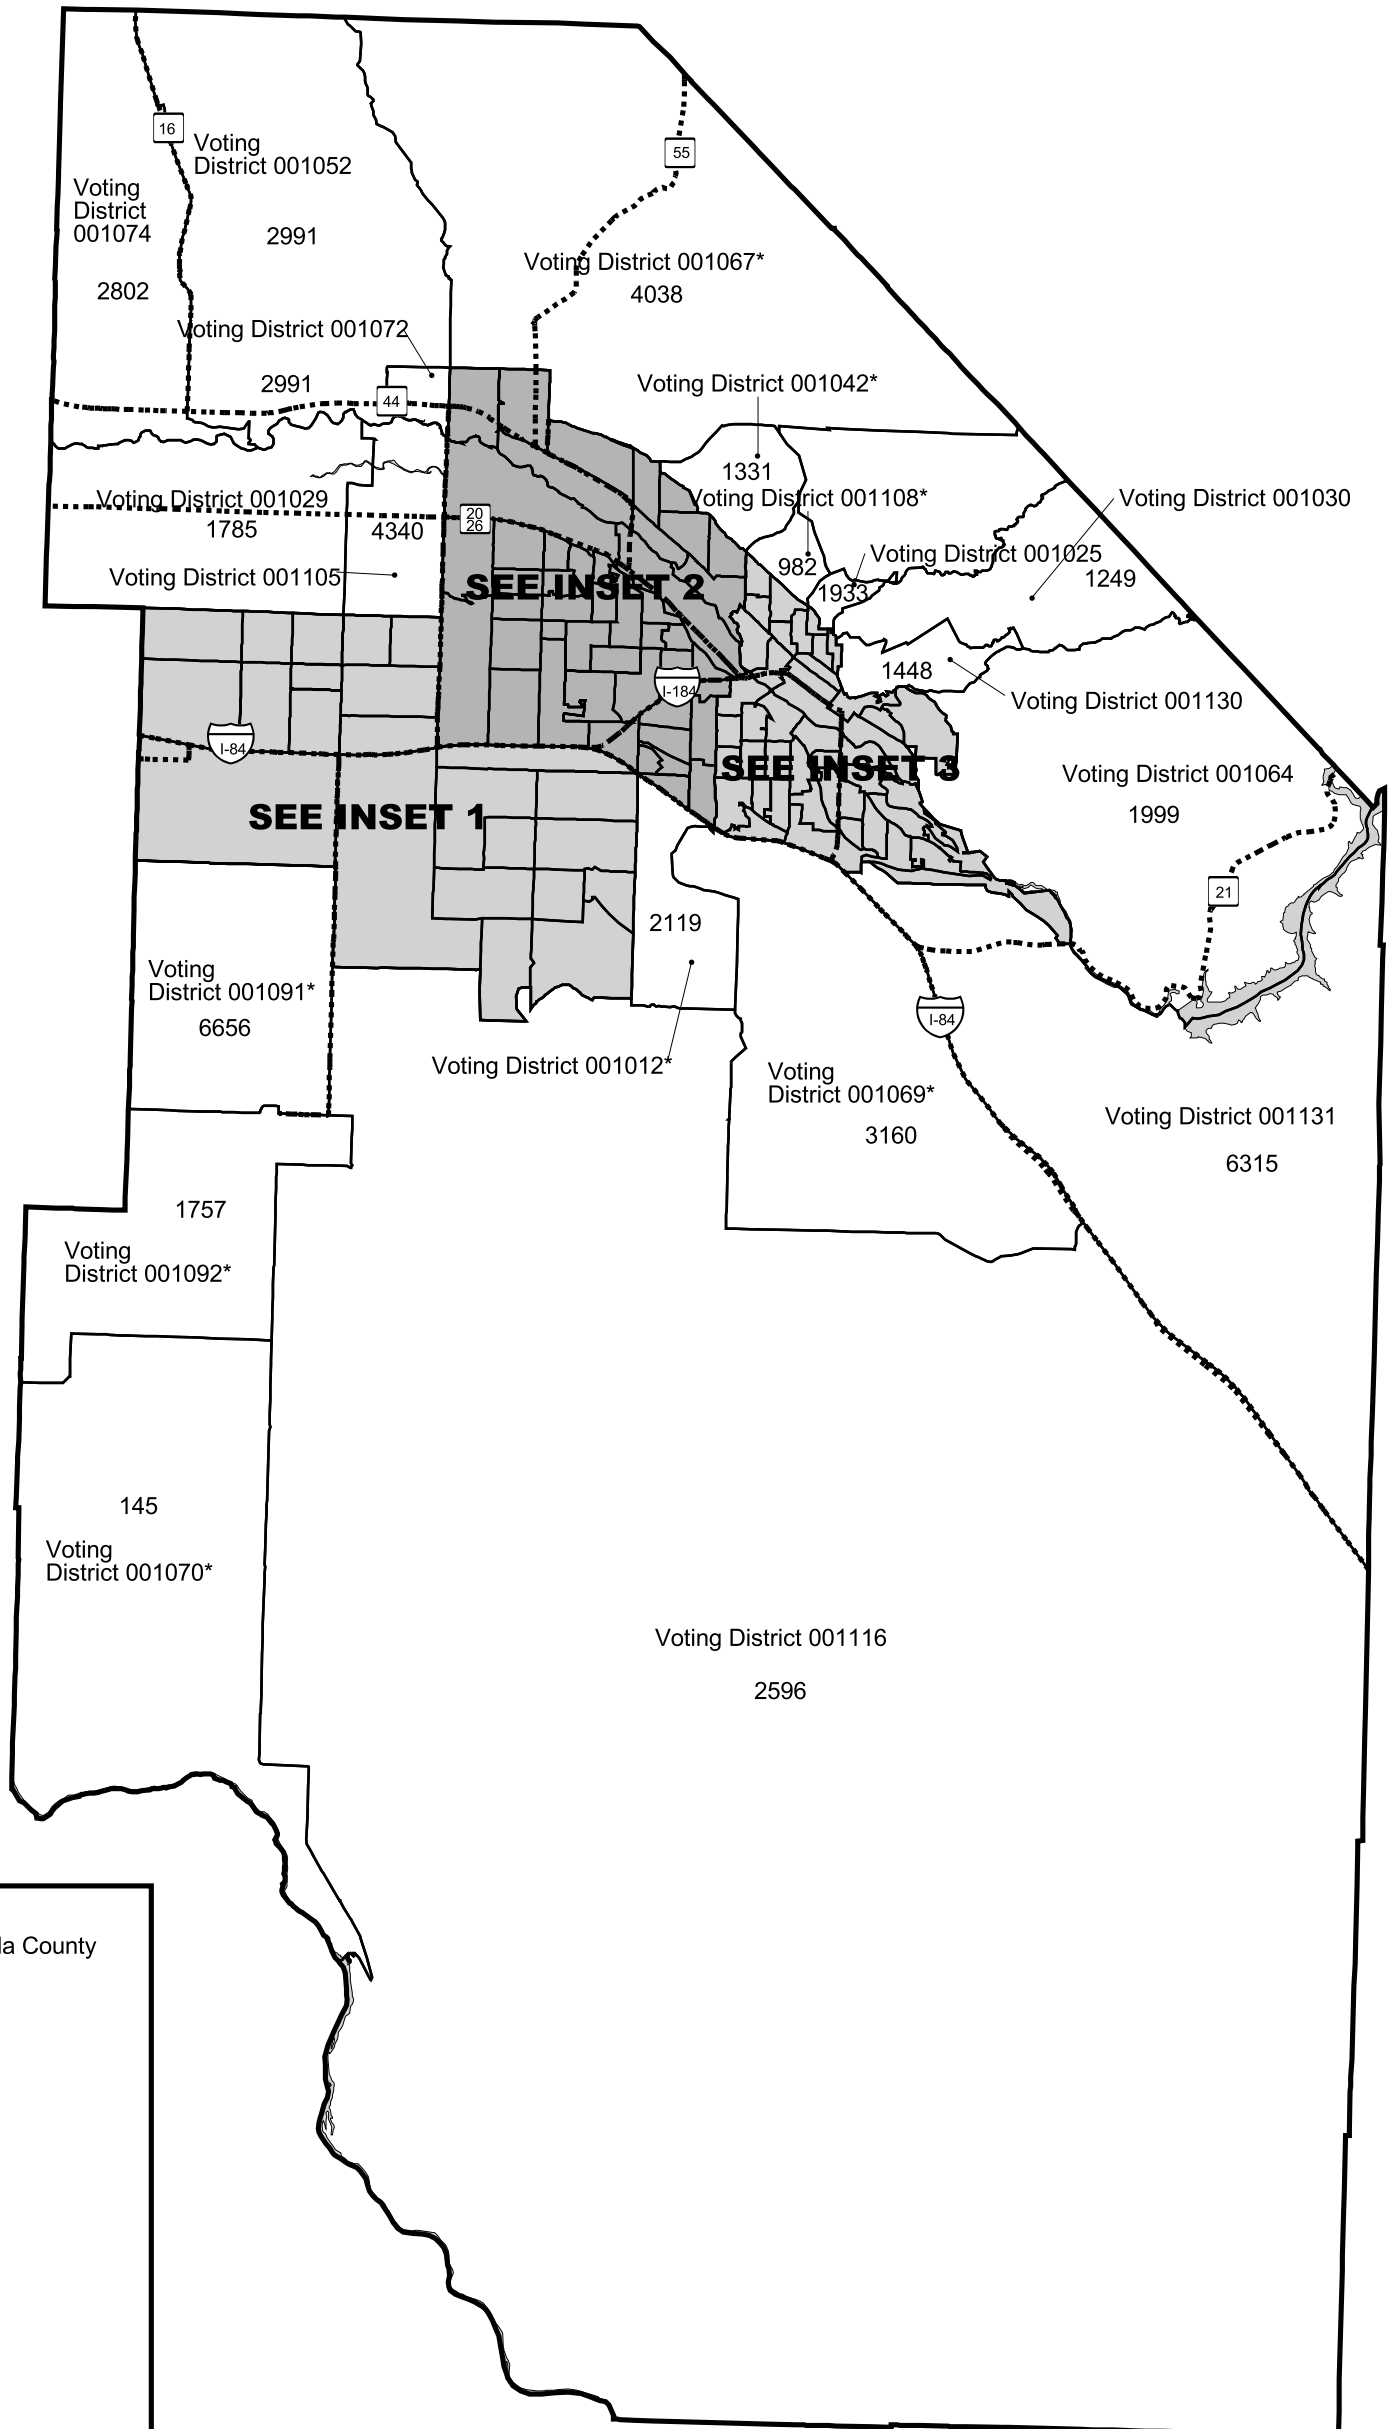 16
Voting
District 001052
55
Voting
District
001074
2991
Voting District 001067*
2802
4038
Voting District 001072
2991
44
Voting District 001042*
1331
Voting District 001029
Voting District 001108*
Voting District 001030
1785
4340
20
26
Voting District 001025
982
1249
Voting District 001105
SEE INSET 2
1933
1448
I-184
Voting District 001130
I-84
SEE INSET 3
Voting District 001064
1999
SEE INSET 1
21
2119
Voting
District 001091*
6656
I-84
Voting District 001012*
Voting
District 001069*
3160
Voting District 001131
6315
1757
Voting
District 001092*
145
Voting
District 001070*
Voting District 001116
2596
la County